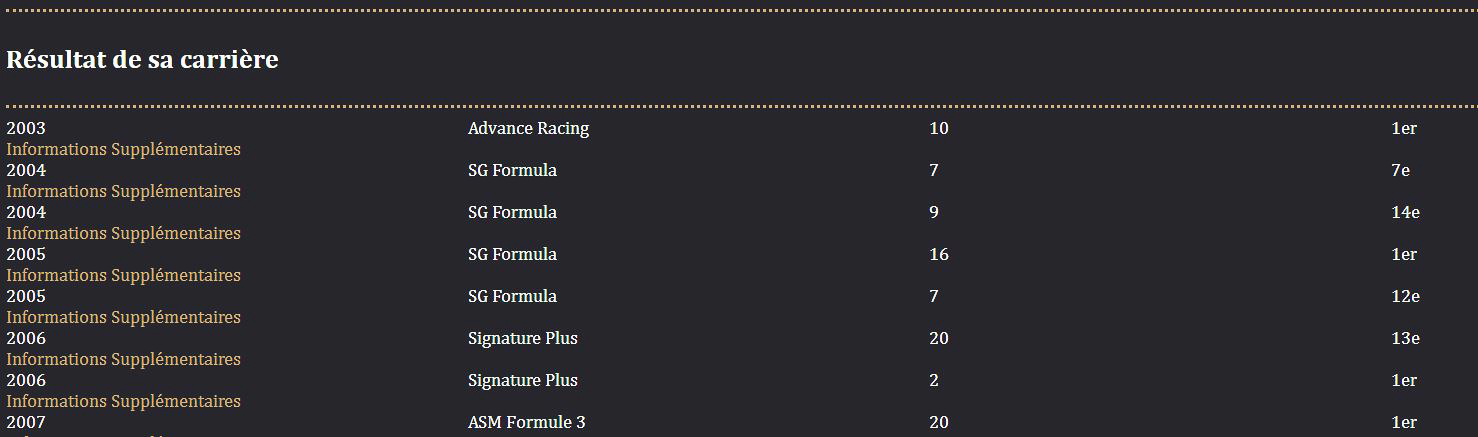 Résultat de sa carrière
2003 Advance Racing 10 1er
Informations Supplémentaires
2004 SG Formula 7 7e
Informations Supplémentaires
2004 SG Formula 9 14e
Informations Supplémentaires
2005 SG Formula 16 1er
Informations Supplémentaires
2005 SG Formula 7 12e
Informations Supplémentaires
2006 Signature Plus 20 13e
Informations Supplémentaires
2006 Signature Plus 2 1er
Informations Supplémentaires
2007 ASM Formule 3 20 1er